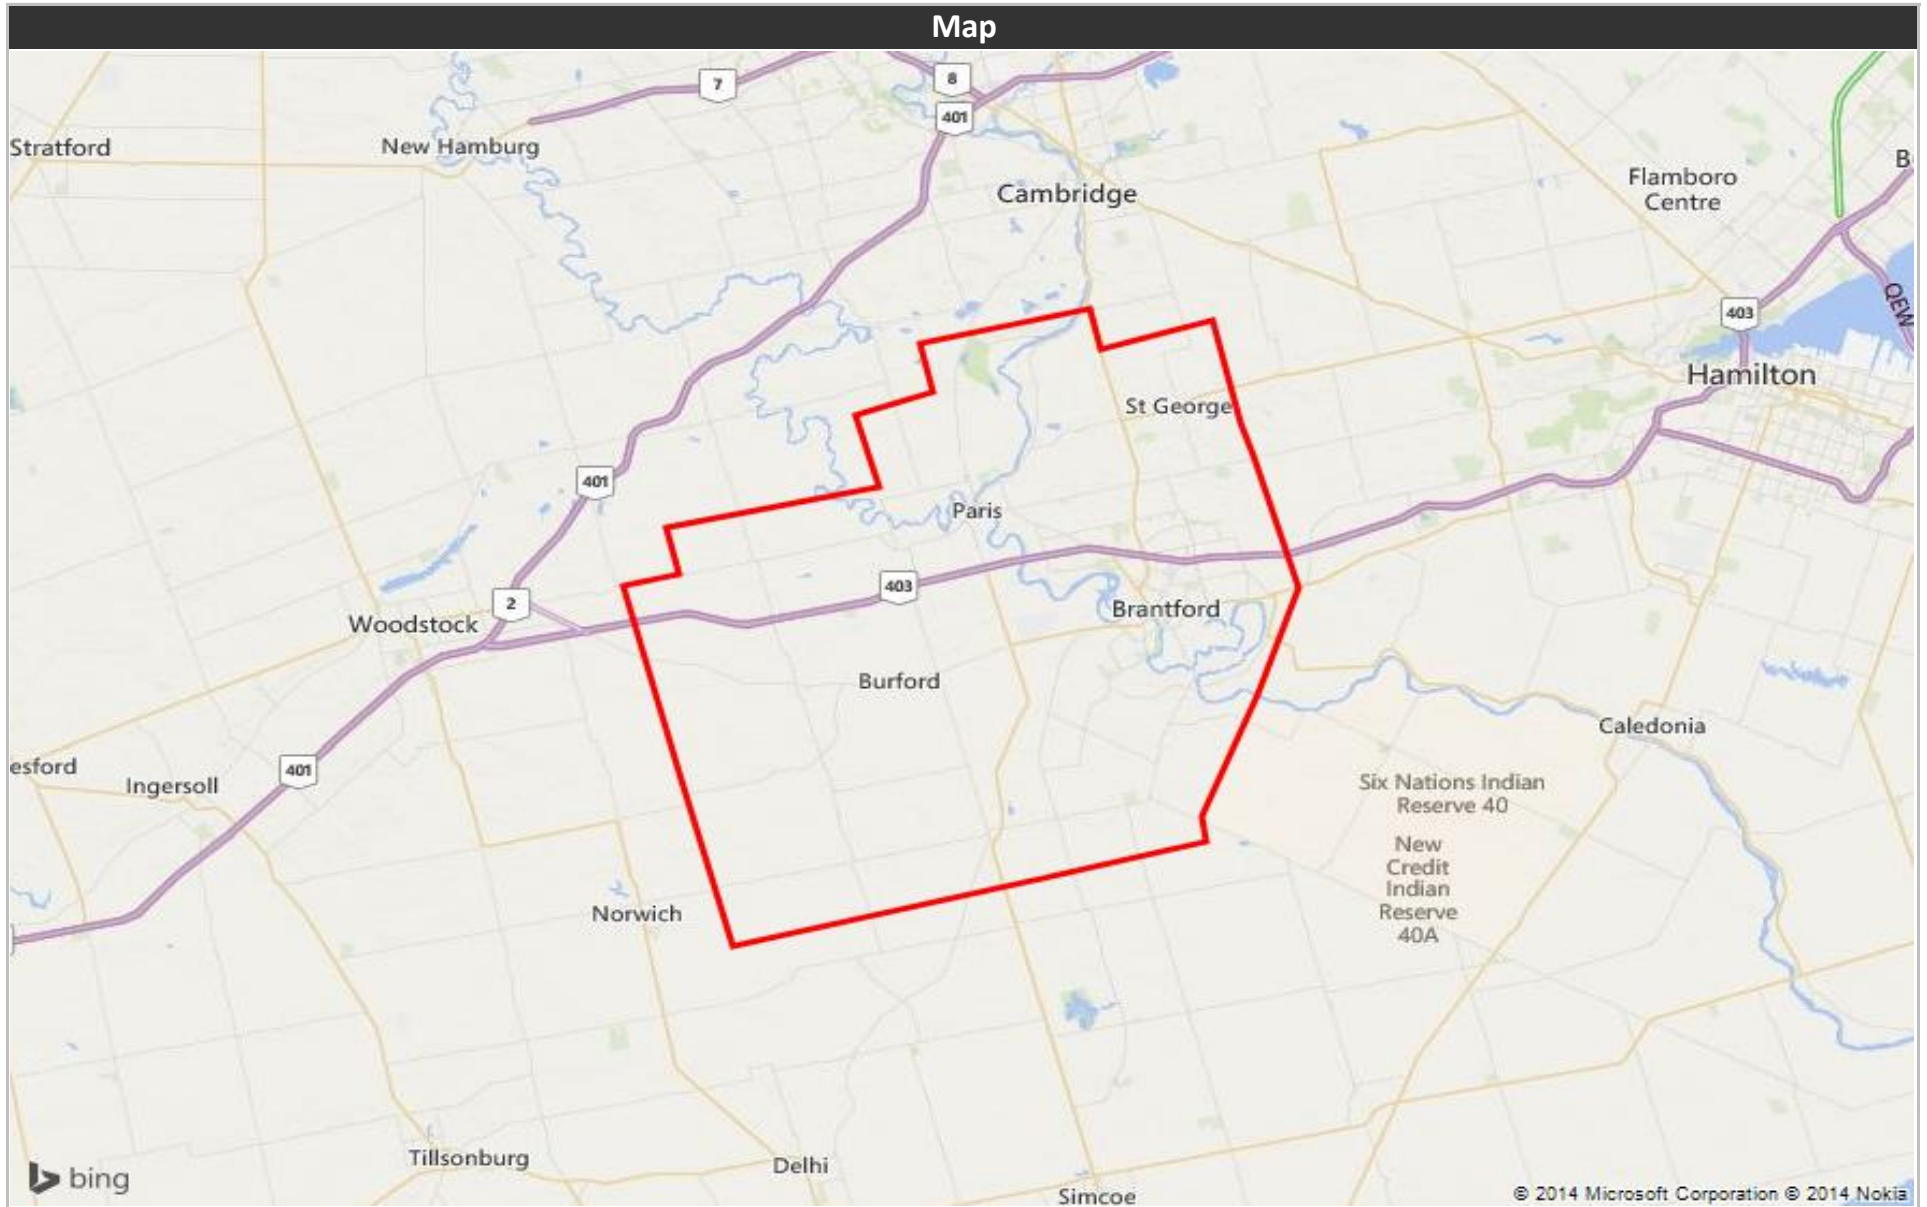 Map
7
8
401
Stratford
New Hamburg
Cambridge
Flamboro
Centre
B
QEW
403
Hamilton
St George
401
Paris
403
2
Woodstock
Brantford
Burford
Caledonia
esford
Ingersoll
401
Six Nations Indian
Reserve 40
New
Credit
Indian
Reserve
40A
Norwich
Tillsonburg
Delhi
Simcoe
bing
© 2014 Microsoft Corporation © 2014 Nokia